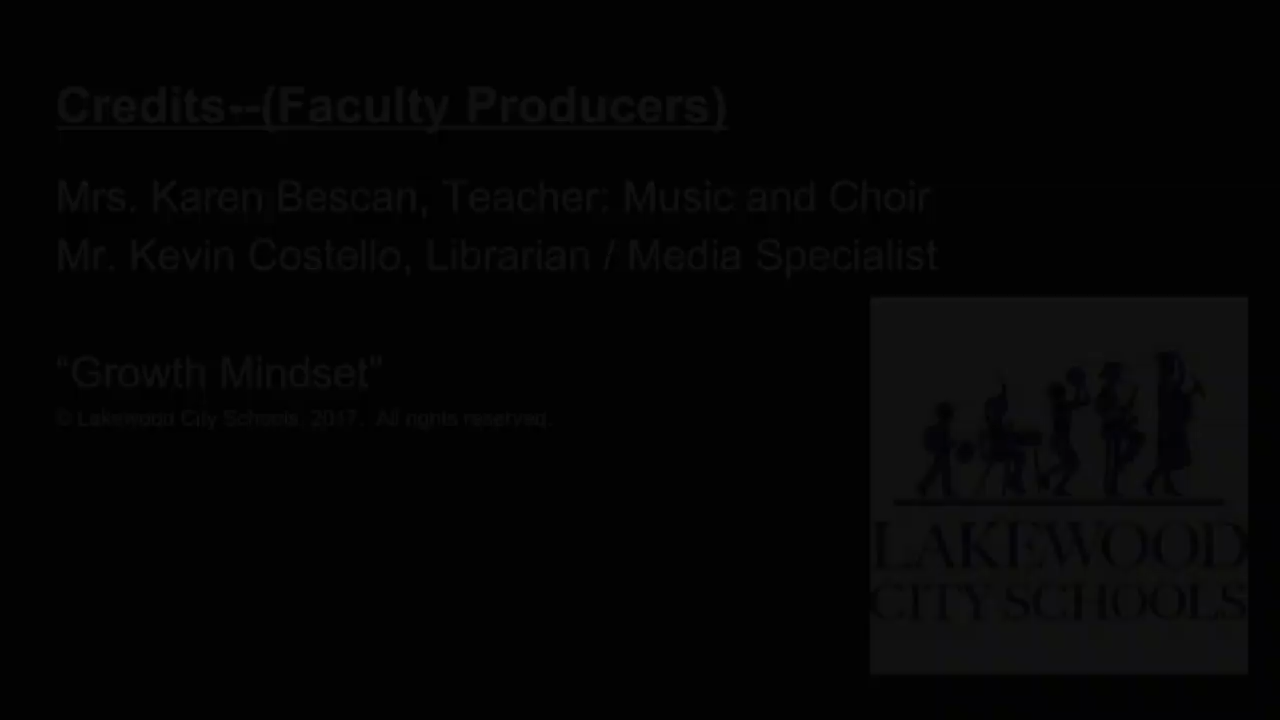 Credits--(Faculty Producers)
Mrs. Karen Bescan, Teacher: Music and Choir
Mr. Kevin Costello, Librarian / Media Specialist
"Growth Mindset"
© Lakewood City Schools, 2017. All rights reserved.
LAKEWOOD
CITY SCHOOLS